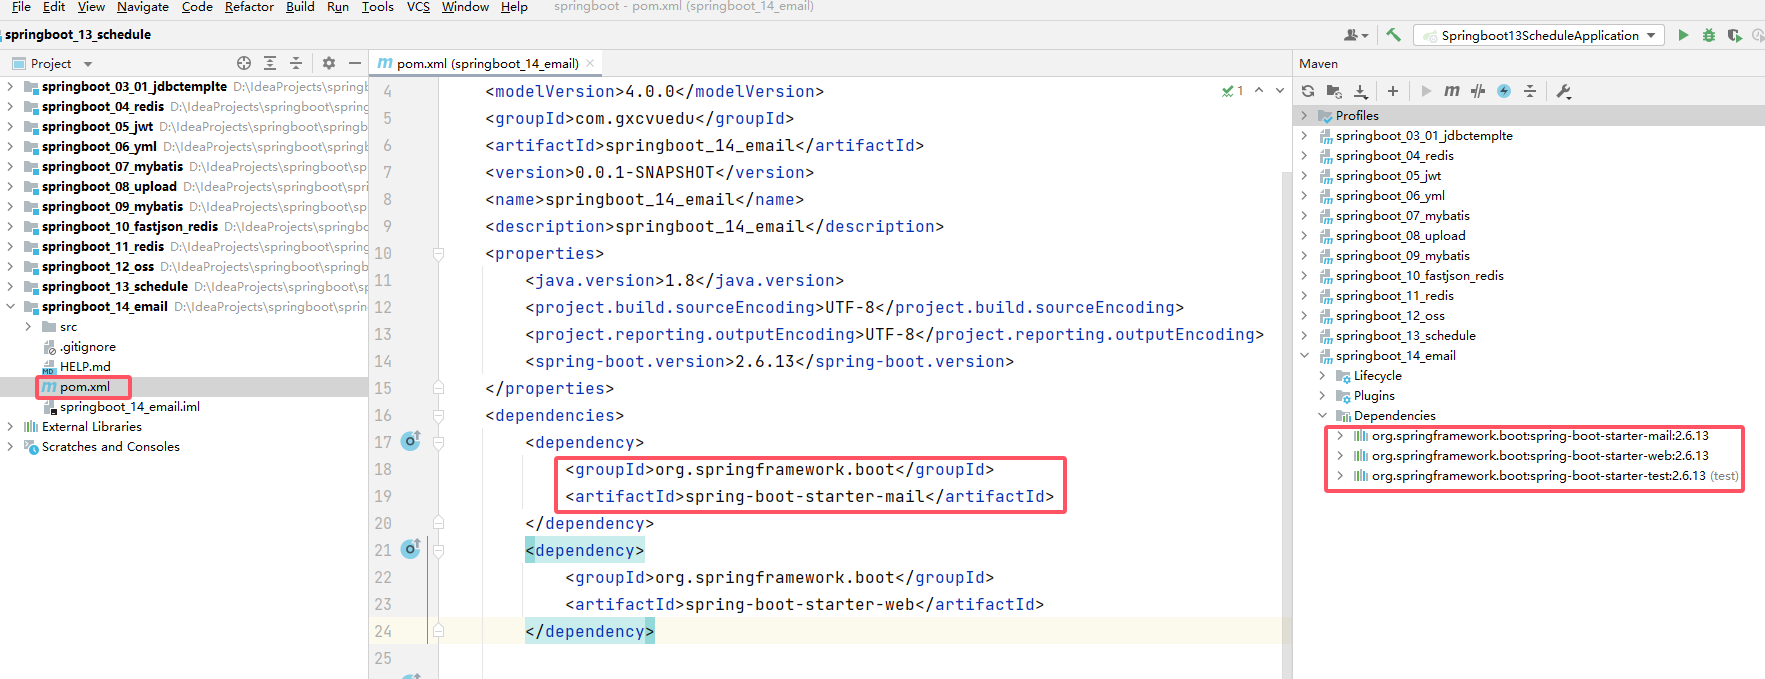 File Edit View Navigate Code Refactor Build Run Tools VCS Window Help springboot - pom.xml (springboot_14_email)
springboot_13_schedule
Springboot13ScheduleApplication
Project
pom.xml (springboot_14_email)
Maven
springboot_03_01_jdbctemplte D:\IdeaProjects\springb
springboot_04_redis D:\IdeaProjects\springboot\spring
springboot_05_jwt D:\IdeaProjects\springboot\springb
springboot_06_yml D:\IdeaProjects\springboot\springl
springboot_07_mybatis D:\IdeaProjects\springboot\spr
springboot_08_upload D:\IdeaProjects\springboot\spri
springboot_09_mybatis D:\IdeaProjects\springboot\spr
springboot_10_fastjson_redis D:\IdeaProjects\springb
springboot_11_redis D:\IdeaProjects\springboot\spring
springboot_12_oss D:\IdeaProjects\springboot\springb
springboot_13_schedule D:\IdeaProjects\springboot\sp
springboot_14_email D:\IdeaProjects\springboot\sprin
src
.gitignore
HELP.md
pom.xml
springboot_14_email.iml
External Libraries
Scratches and Consoles
4 <modelVersion>4.0.0</modelVersion>
1
5 <groupId>com.gxcvuedu</groupId>
6 <artifactId>springboot_14_email</artifactId>
7 <version>0.0.1-SNAPSHOT</version>
8 <name>springboot_14_email</name>
9 <description>springboot_14_email</description>
10 <properties>
11 <java.version>1.8</java.version>
12 <project.build.sourceEncoding>UTF-8</project.build.sourceEncoding>
13 <project.reporting.outputEncoding>UTF-8</project.reporting.outputEncoding>
14 <spring-boot.version>2.6.13</spring-boot.version>
15 </properties>
16 <dependencies>
17 <dependency>
18 <groupId>org.springframework.boot</groupId>
19 <artifactId>spring-boot-starter-mail</artifactId>
20 </dependency>
21 <dependency>
22 <groupId>org.springframework.boot</groupId>
23 <artifactId>spring-boot-starter-web</artifactId>
24 </dependency>
25
Profiles
springboot_03_01_jdbctemplte
springboot_04_redis
springboot_05_jwt
springboot_06_yml
springboot_07_mybatis
springboot_08_upload
springboot_09_mybatis
springboot_10_fastjson_redis
springboot_11_redis
springboot_12_oss
springboot_13_schedule
springboot_14_email
Lifecycle
Plugins
Dependencies
org.springframework.boot:spring-boot-starter-mail:2.6.13
org.springframework.boot:spring-boot-starter-web:2.6.13
org.springframework.boot:spring-boot-starter-test:2.6.13 (test)